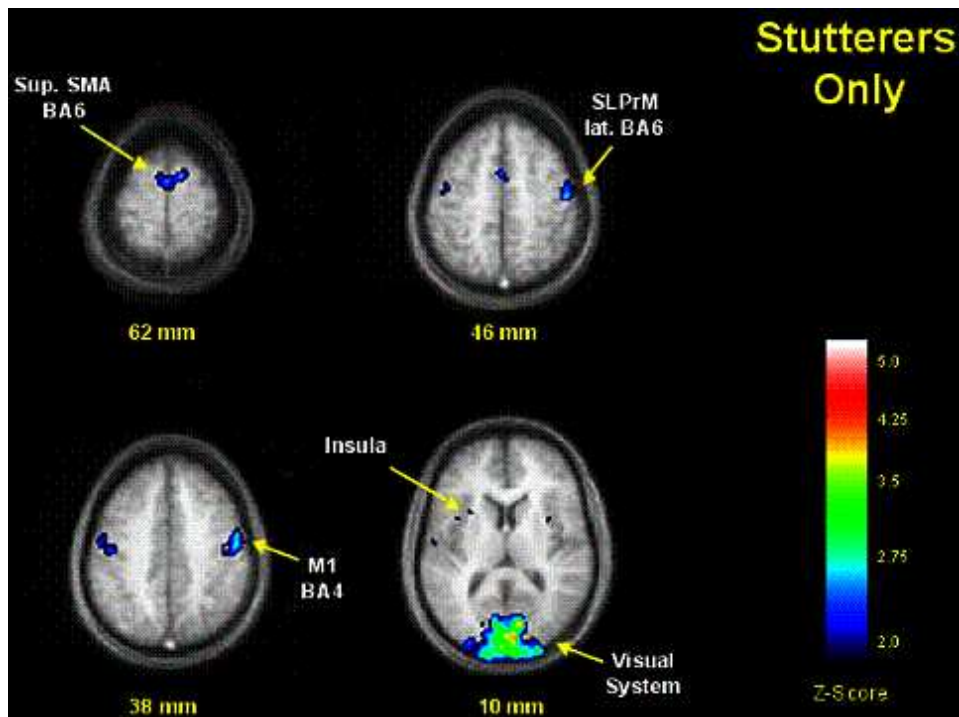 Stutterers
Only
Sup. SMA
BA6
SLPrM
lat. BA6
62 mm
46 mm
Insula
M1
BA4
Visual
System
38 mm
10 mm
5.0
4.25
3.5
2.75
2.0
Z-Score